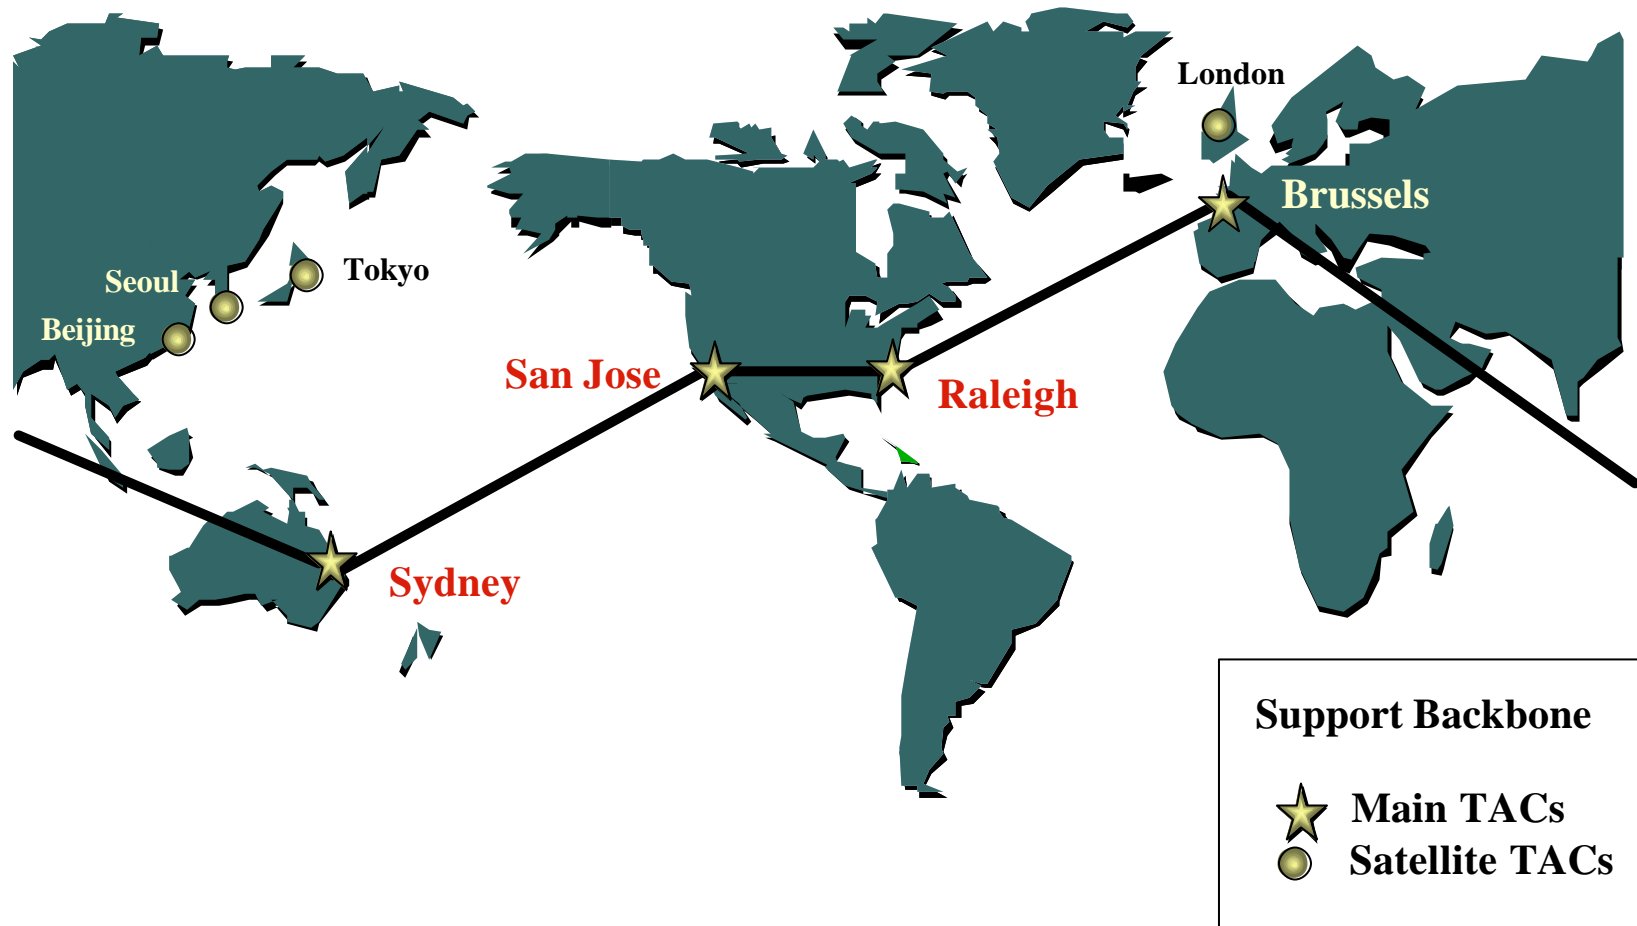 London
Brussels
Tokyo
Seoul
Beijing
San Jose
Raleigh
Sydney
Support Backbone
Main TACs
Satellite TACs